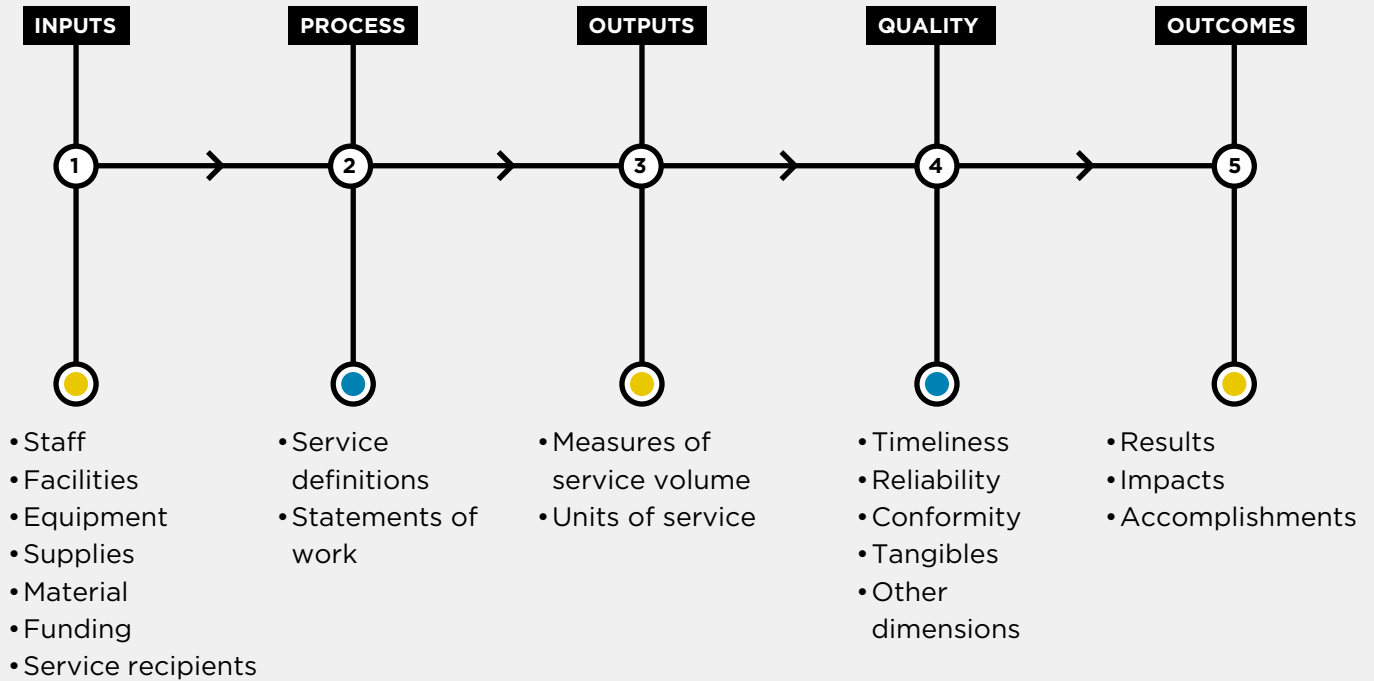 INPUTS
PROCESS
OUTPUTS
QUALITY
OUTCOMES
1
2
3
4
5
•Staff
•Facilities
•Equipment
•Supplies
•Material
•Funding
•Service recipients
•Service
definitions
•Statements of
work
•Measures of
service volume
•Units of service
•Timeliness
•Reliability
•Conformity
•Tangibles
•Other
dimensions
•Results
•Impacts
•Accomplishments